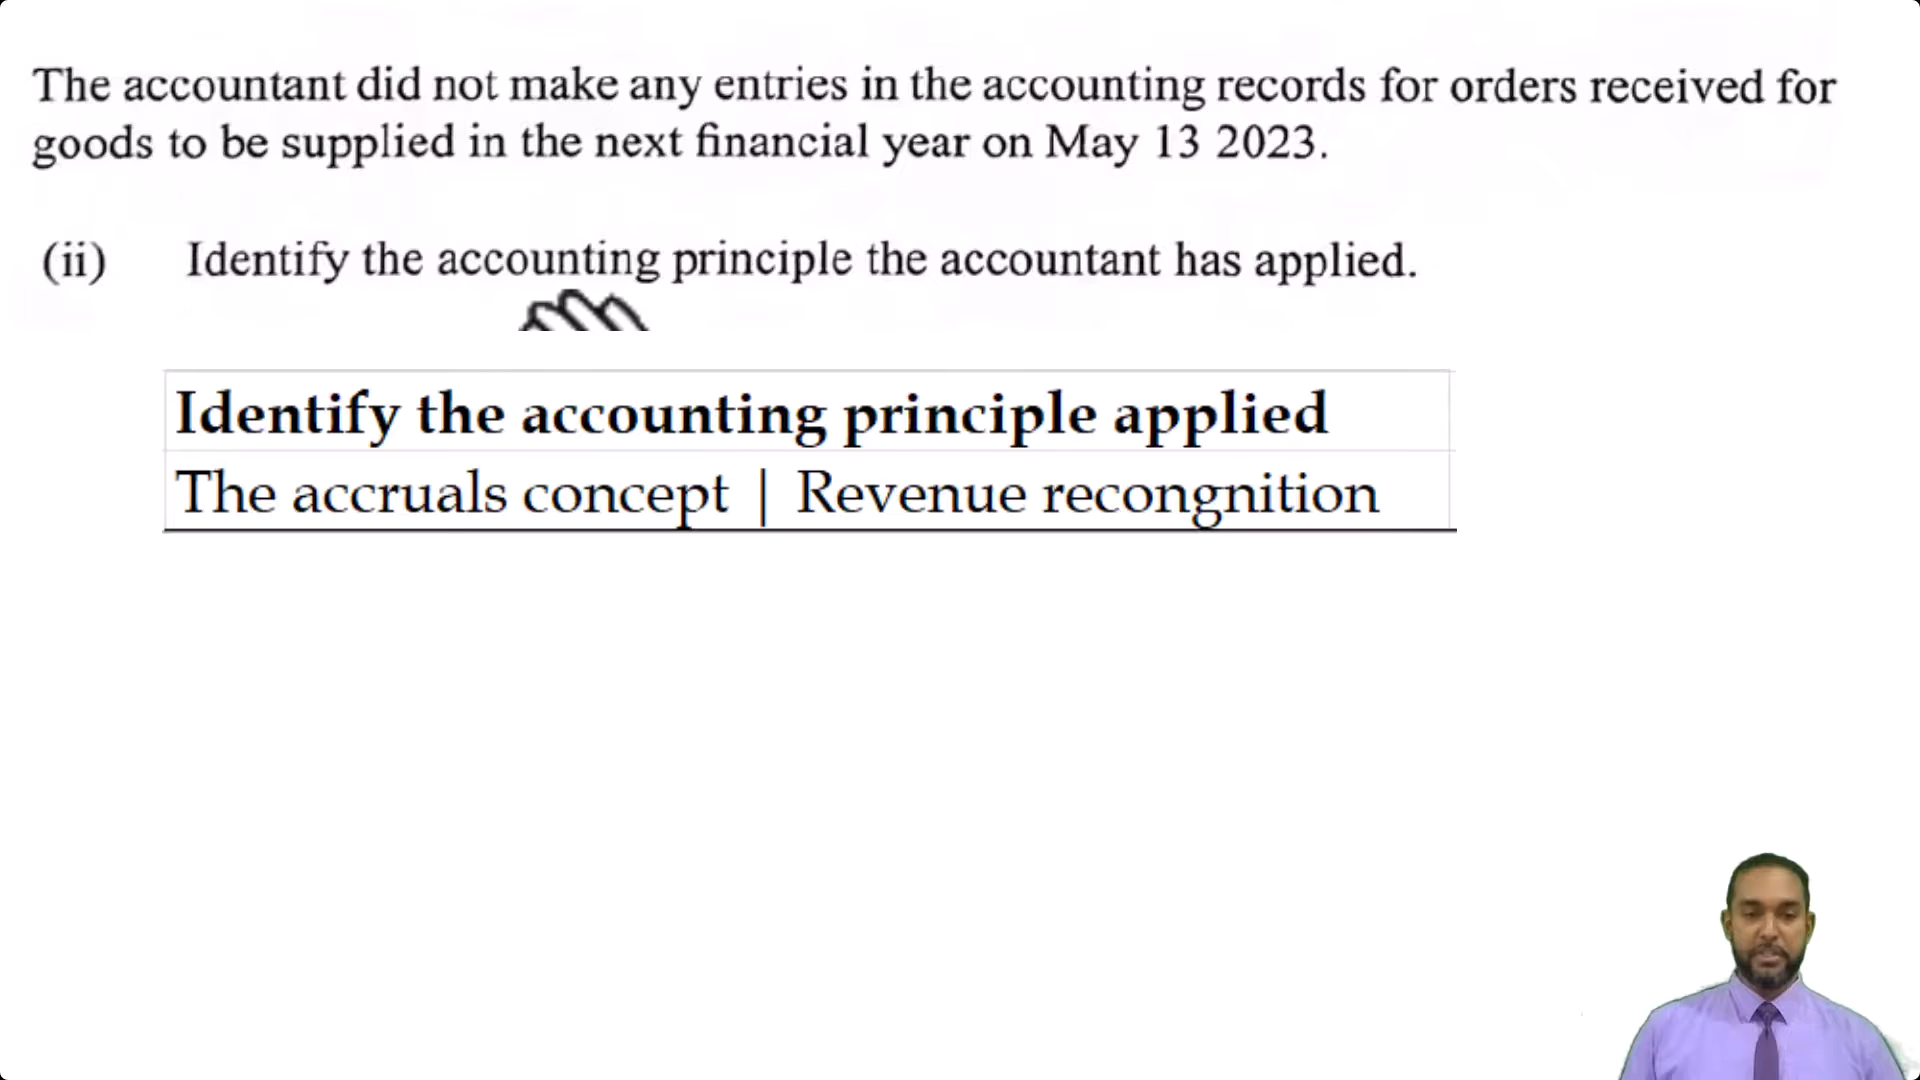 The accountant did not make any entries in the accounting records for orders received for
goods to be supplied in the next financial year on May 13 2023.
(ii) Identify the accounting principle the accountant has applied.
Identify the accounting principle applied
The accruals concept | Revenue recongnition